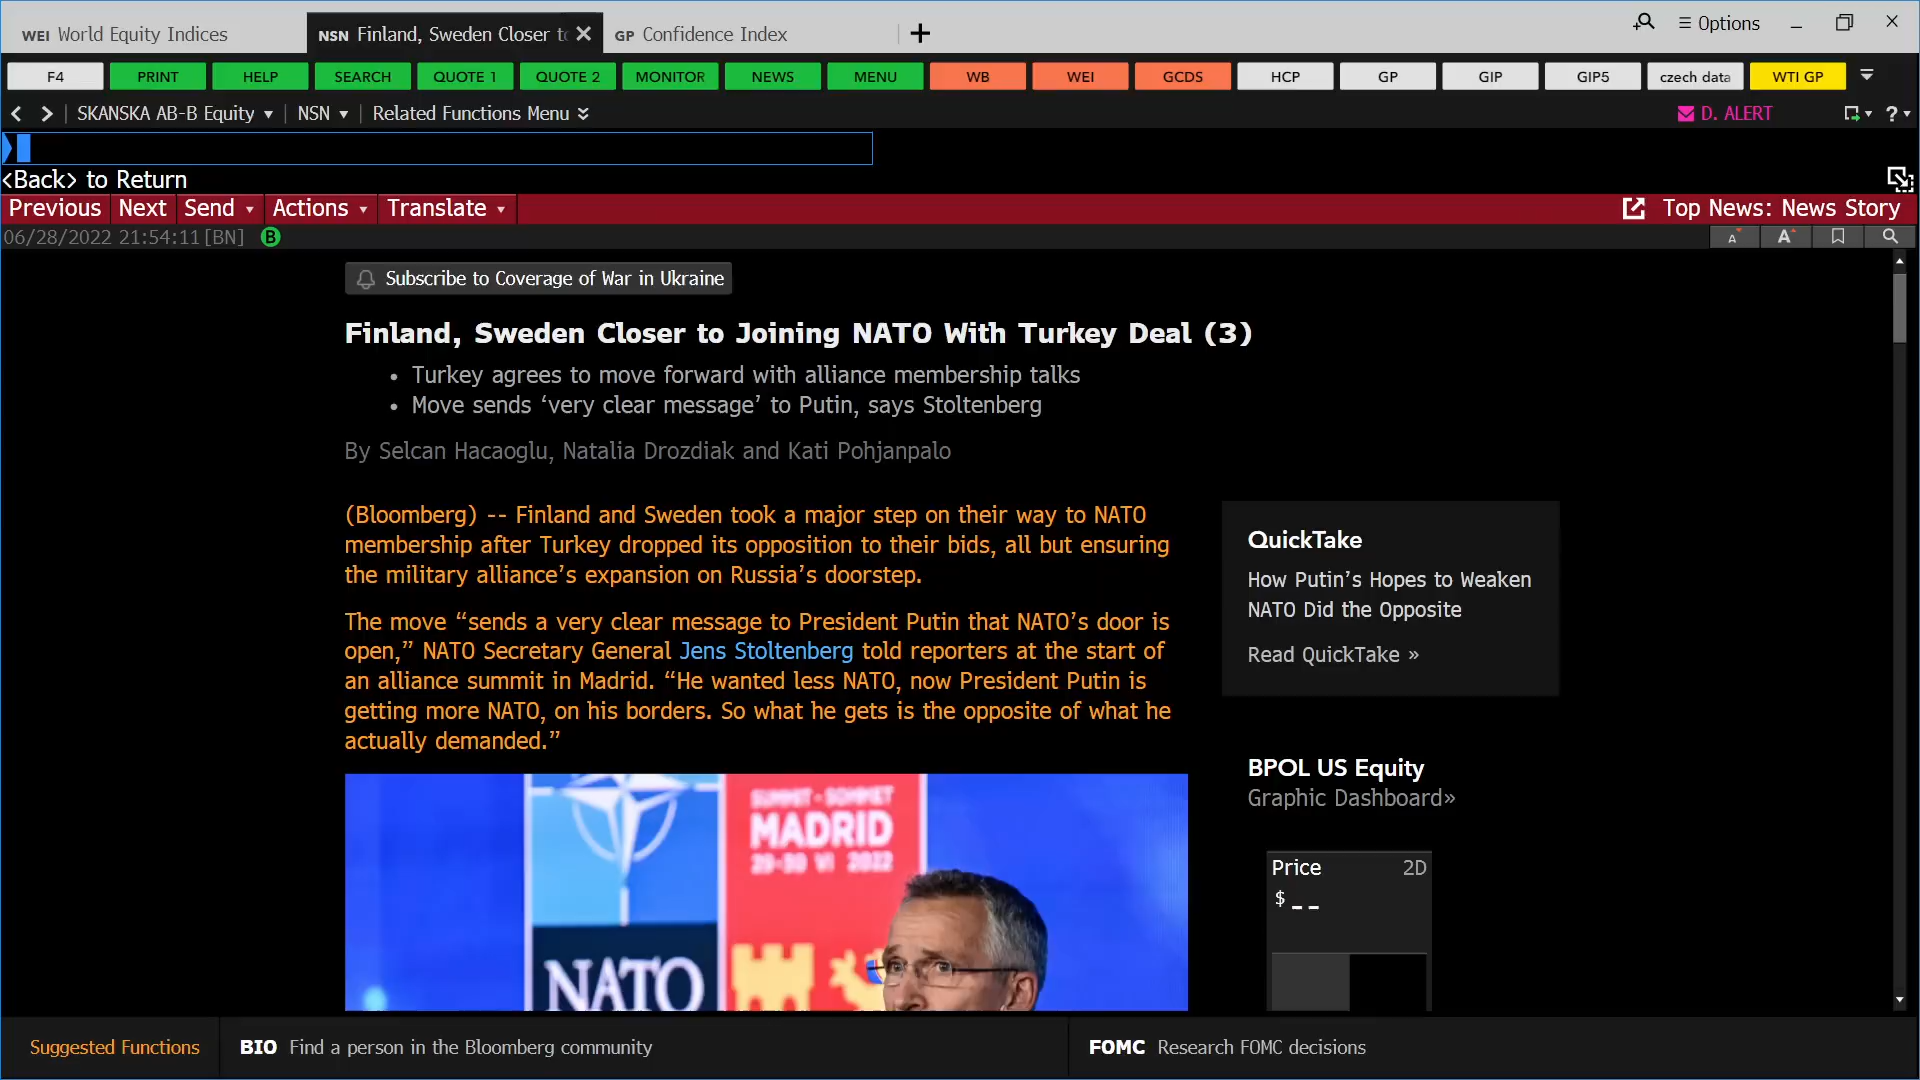 WEI World Equity Indices
NSN Finland, Sweden Closer to
GP Confidence Index
Options
F4 PRINT HELP SEARCH QUOTE 1 QUOTE 2 MONITOR NEWS MENU WB WEI GCDS HCP GP GIP GIP5 czech data WTI GP
SKANSKA AB-B Equity NSN Related Functions Menu
D. ALERT
?
<Back> to Return
Previous Next Send Actions Translate
Top News: News Story
06/28/2022 21:54:11 [BN] B
A A
Subscribe to Coverage of War in Ukraine
Finland, Sweden Closer to Joining NATO With Turkey Deal (3)
• Turkey agrees to move forward with alliance membership talks
• Move sends ‘very clear message’ to Putin, says Stoltenberg
By Selcan Hacaoglu, Natalia Drozdiak and Kati Pohjanpalo
(Bloomberg) -- Finland and Sweden took a major step on their way to NATO
membership after Turkey dropped its opposition to their bids, all but ensuring
the military alliance’s expansion on Russia’s doorstep.
The move “sends a very clear message to President Putin that NATO’s door is
open,” NATO Secretary General Jens Stoltenberg told reporters at the start of
an alliance summit in Madrid. “He wanted less NATO, now President Putin is
getting more NATO, on his borders. So what he gets is the opposite of what he
actually demanded.”
SUMMIT - SOMMET
MADRID
29-30 VI 2022
NATO
QuickTake
How Putin’s Hopes to Weaken
NATO Did the Opposite
Read QuickTake »
BPOL US Equity
Graphic Dashboard»
Price 2D
$ --
Suggested Functions
BIO Find a person in the Bloomberg community
FOMC Research FOMC decisions